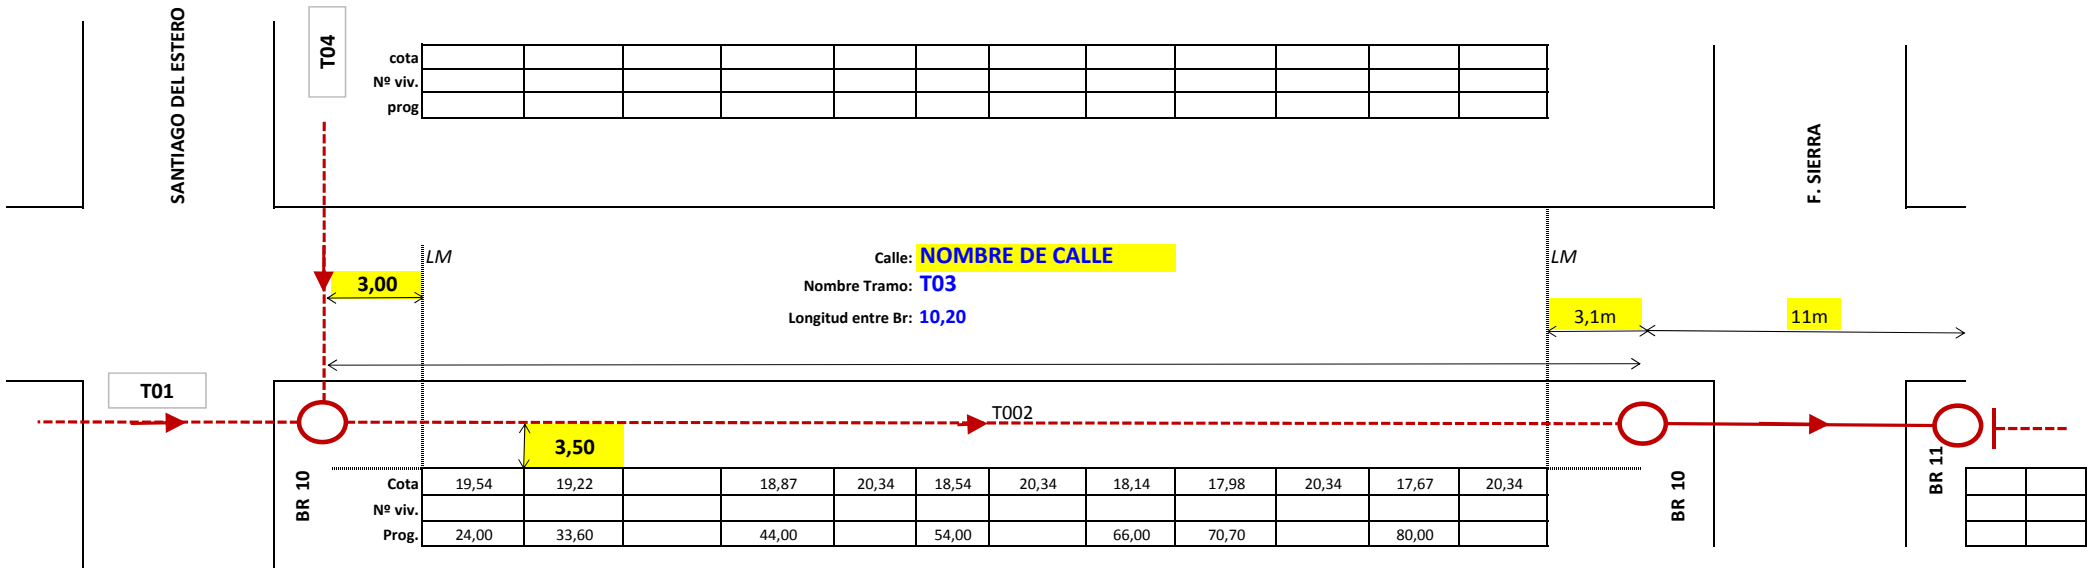 SANTIAGO DEL ESTERO
T04
cota
Nº viv.
prog
F. SIERRA
LM
Calle: NOMBRE DE CALLE
LM
3,00
Nombre Tramo: T03
Longitud entre Br: 10,20
3,1m
11m
T01
T002
3,50
BR 10
BR 10
BR 11
Cota 19,54 19,22 18,87 20,34 18,54 20,34 18,14 17,98 20,34 17,67 20,34
Nº viv.
Prog. 24,00 33,60 44,00 54,00 66,00 70,70 80,00